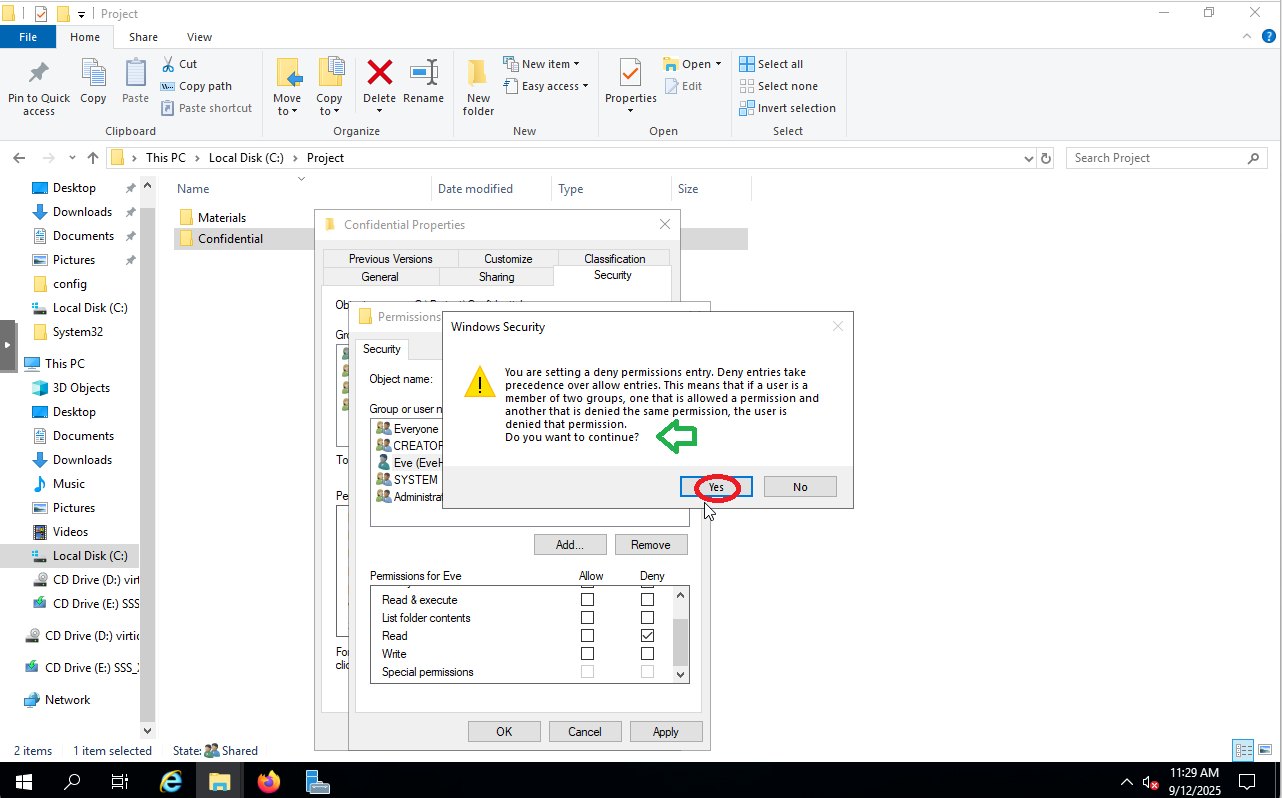 Project
File Home Share View
Pin to Quick access
Copy
Paste
Cut
Copy path
Paste shortcut
Clipboard
Move to
Copy to
Delete
Rename
Organize
New folder
New item
Easy access
New
Properties
Open
Edit
Open
Select all
Select none
Invert selection
Select
This PC > Local Disk (C:) > Project
Search Project
Desktop
Downloads
Documents
Pictures
config
Local Disk (C:)
System32
This PC
3D Objects
Desktop
Documents
Downloads
Music
Pictures
Videos
Local Disk (C:)
CD Drive (D:) virt
CD Drive (E:) SSS
CD Drive (D:) virtio
CD Drive (E:) SSS_
Network
Name Date modified Type Size
Materials
Confidential
Confidential Properties
Previous Versions Customize Classification
General Sharing Security
Ob
Gro
To
Pe
For
clic
Permissions
Security
Object name:
Group or user n
Everyone
CREATOR
Eve (EveH
SYSTEM
Administrat
Add... Remove
Permissions for Eve Allow Deny
Read & execute
List folder contents
Read
Write
Special permissions
OK Cancel Apply
Windows Security
You are setting a deny permissions entry. Deny entries take
precedence over allow entries. This means that if a user is a
member of two groups, one that is allowed a permission and
another that is denied the same permission, the user is
denied that permission.
Do you want to continue?
Yes No
2 items 1 item selected State: Shared
11:29 AM
9/12/2025